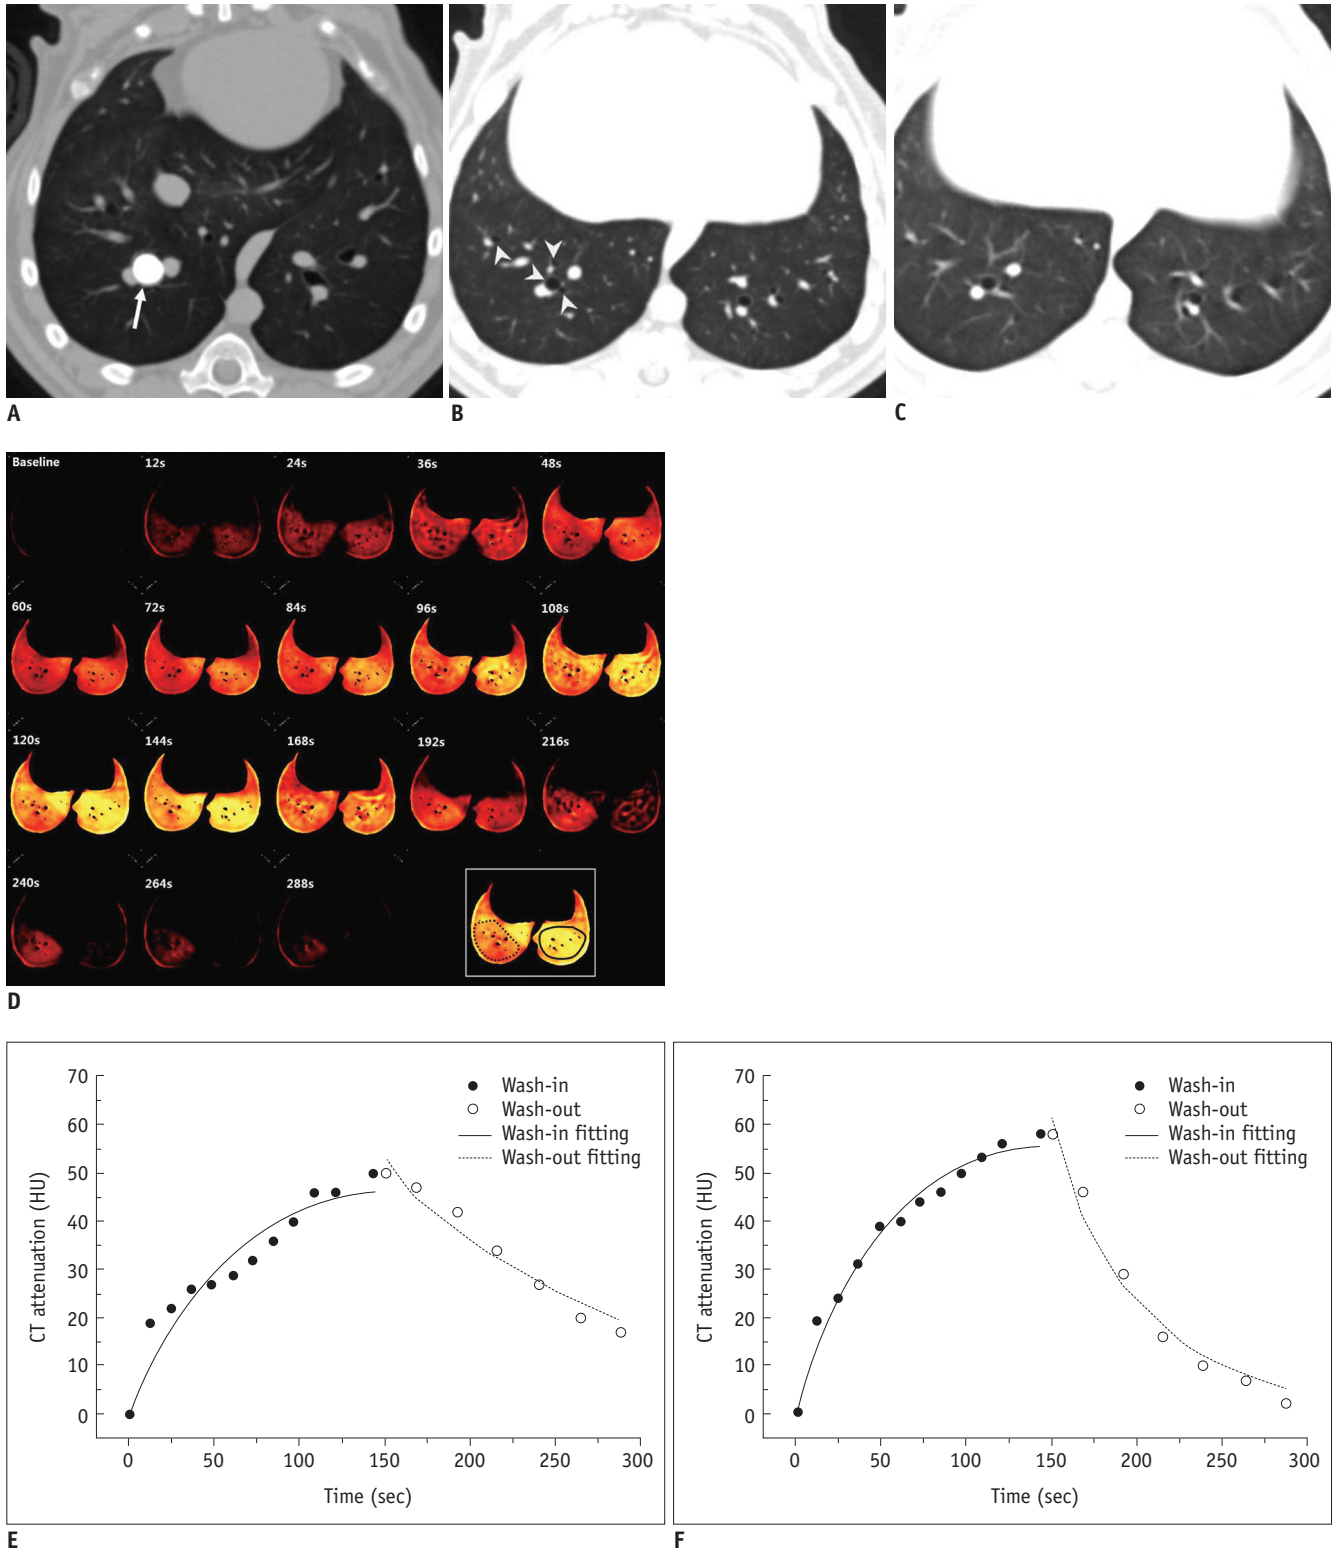 A
B
C
Baseline 12s 24s 36s 48s
60s 72s 84s 96s 108s
120s 144s 168s 192s 216s
240s 264s 288s
D
70
60
50
40
30
20
10
0
CT attenuation (HU)
Wash-in
Wash-out
Wash-in fitting
Wash-out fitting
0 50 100 150 200 250 300
Time (sec)
E
70
60
50
40
30
20
10
0
CT attenuation (HU)
Wash-in
Wash-out
Wash-in fitting
Wash-out fitting
0 50 100 150 200 250 300
Time (sec)
F